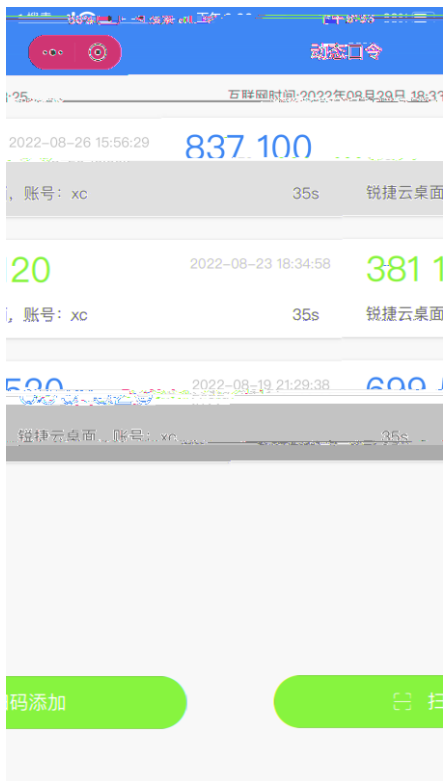 动态口令
互联网时间:2022年08月29日 18:33
2022-08-26 15:56:29 837 100
账号：xc 35s 锐捷云桌面
20 2022-08-23 18:34:58 381 1
账号：xc 35s 锐捷云桌面
2022-08-19 21:29:38
锐捷云桌面，账号：xc 35s
码添加